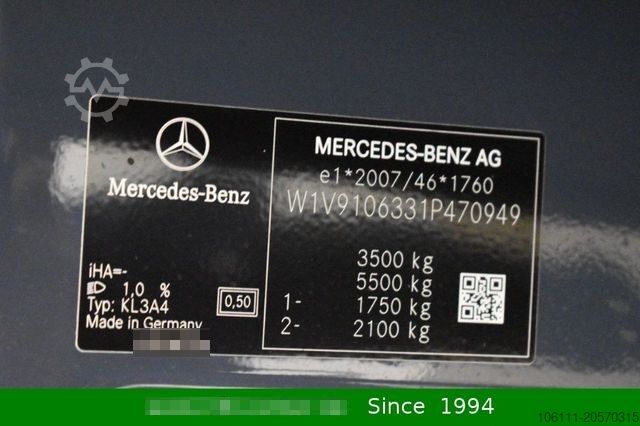 Mercedes-Benz
iHA=-
1,0 %
Typ: KL3A4
0,50
Made in Germany
MERCEDES-BENZ AG
e1*2007/46*1760
W1V9106331P470949
3500 kg
5500 kg
1- 1750 kg
2- 2100 kg
Since 1994
106111-20570315